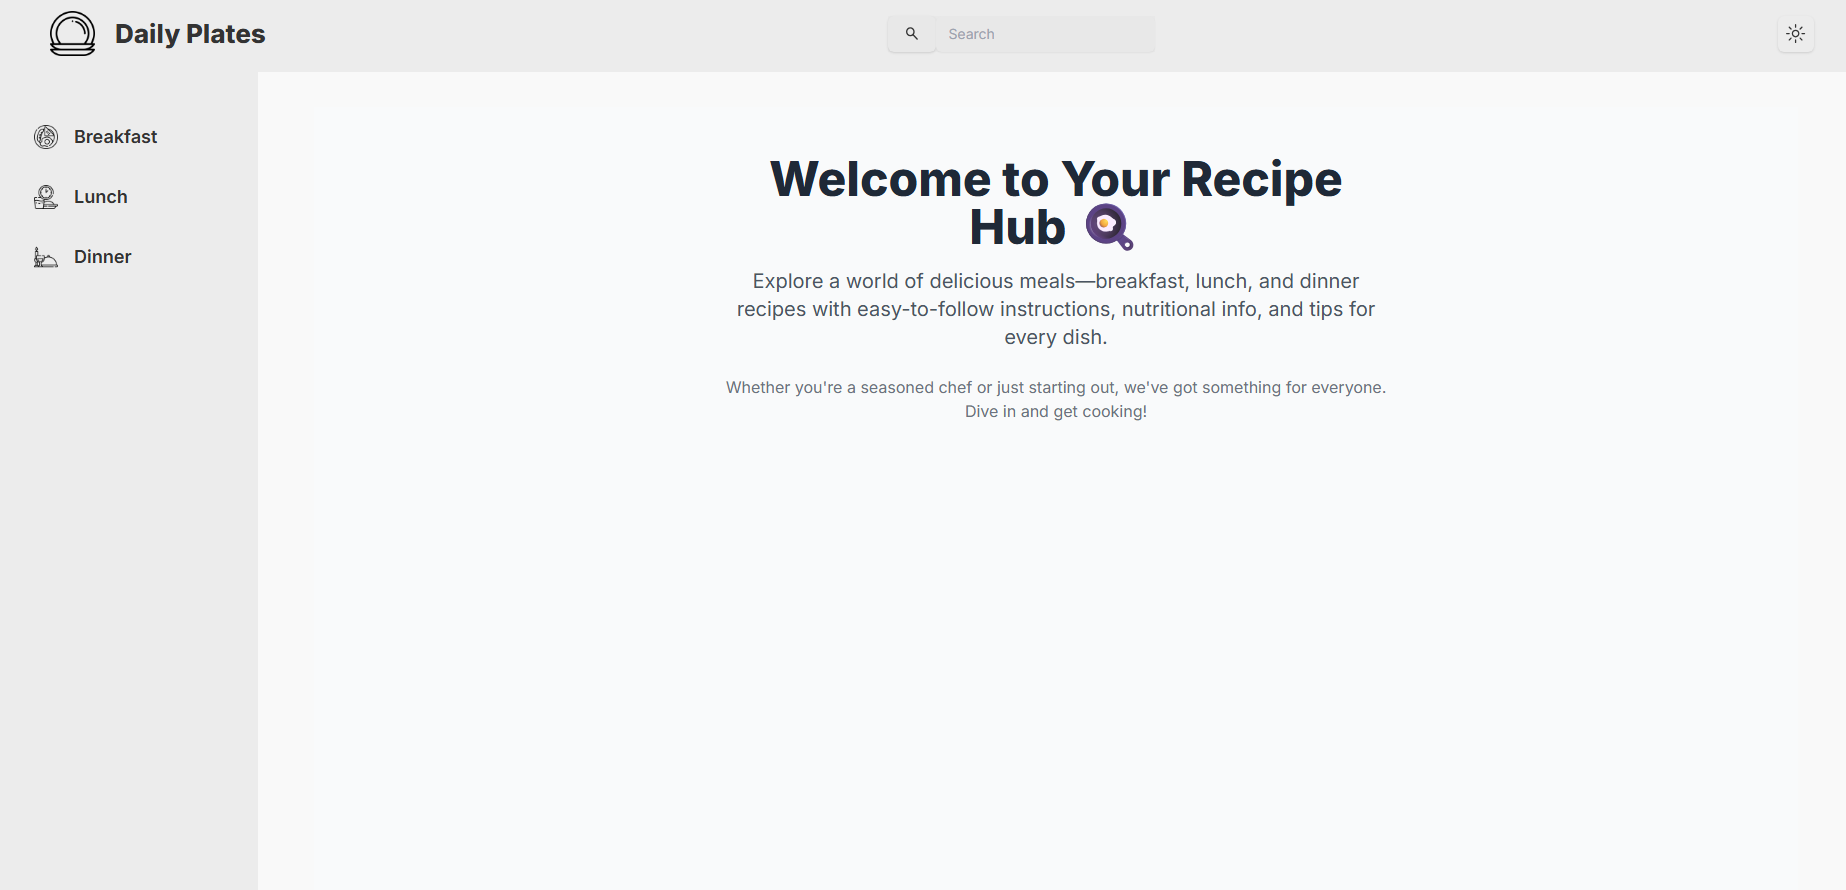 Daily Plates
Search
Breakfast
Lunch
Dinner
Welcome to Your Recipe
Hub
Explore a world of delicious meals—breakfast, lunch, and dinner
recipes with easy-to-follow instructions, nutritional info, and tips for
every dish.
Whether you're a seasoned chef or just starting out, we've got something for everyone.
Dive in and get cooking!